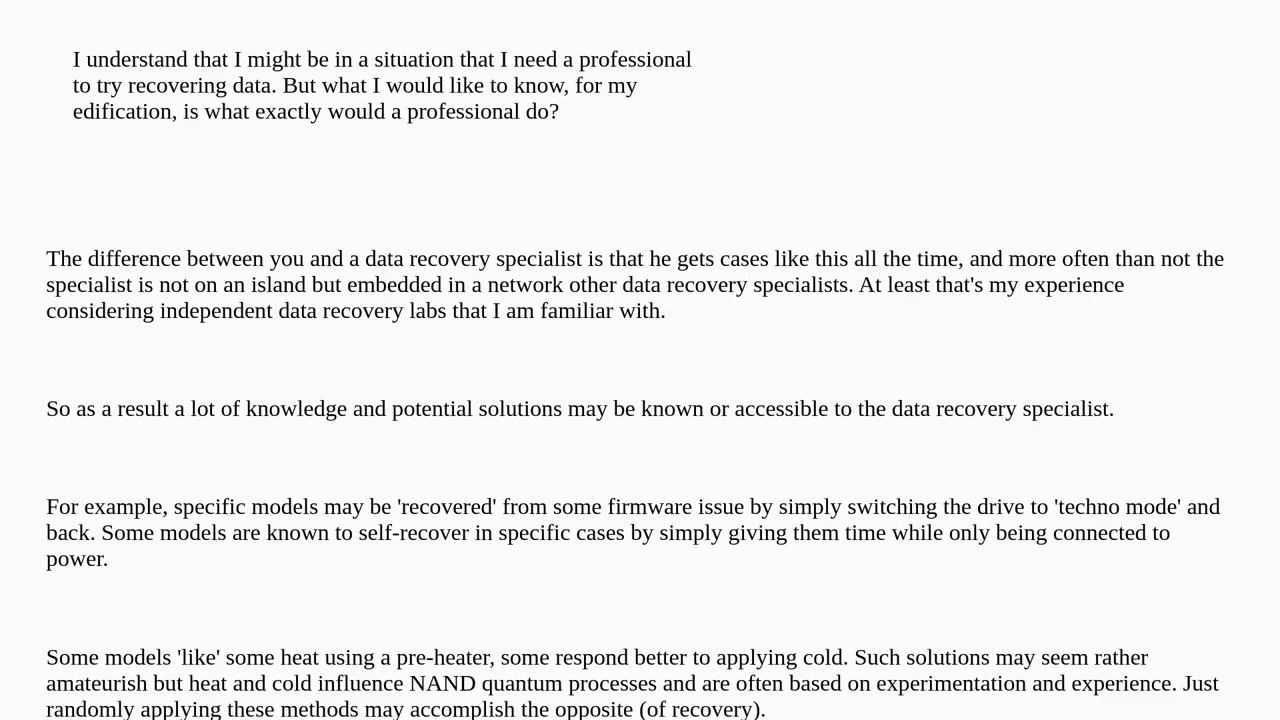 I understand that I might be in a situation that I need a professional
to try recovering data. But what I would like to know, for my
edification, is what exactly would a professional do?
The difference between you and a data recovery specialist is that he gets cases like this all the time, and more often than not the
specialist is not on an island but embedded in a network other data recovery specialists. At least that's my experience
considering independent data recovery labs that I am familiar with.
So as a result a lot of knowledge and potential solutions may be known or accessible to the data recovery specialist.
For example, specific models may be 'recovered' from some firmware issue by simply switching the drive to 'techno mode' and
back. Some models are known to self-recover in specific cases by simply giving them time while only being connected to
power.
Some models 'like' some heat using a pre-heater, some respond better to applying cold. Such solutions may seem rather
amateurish but heat and cold influence NAND quantum processes and are often based on experimentation and experience. Just
randomly applying these methods may accomplish the opposite (of recovery).